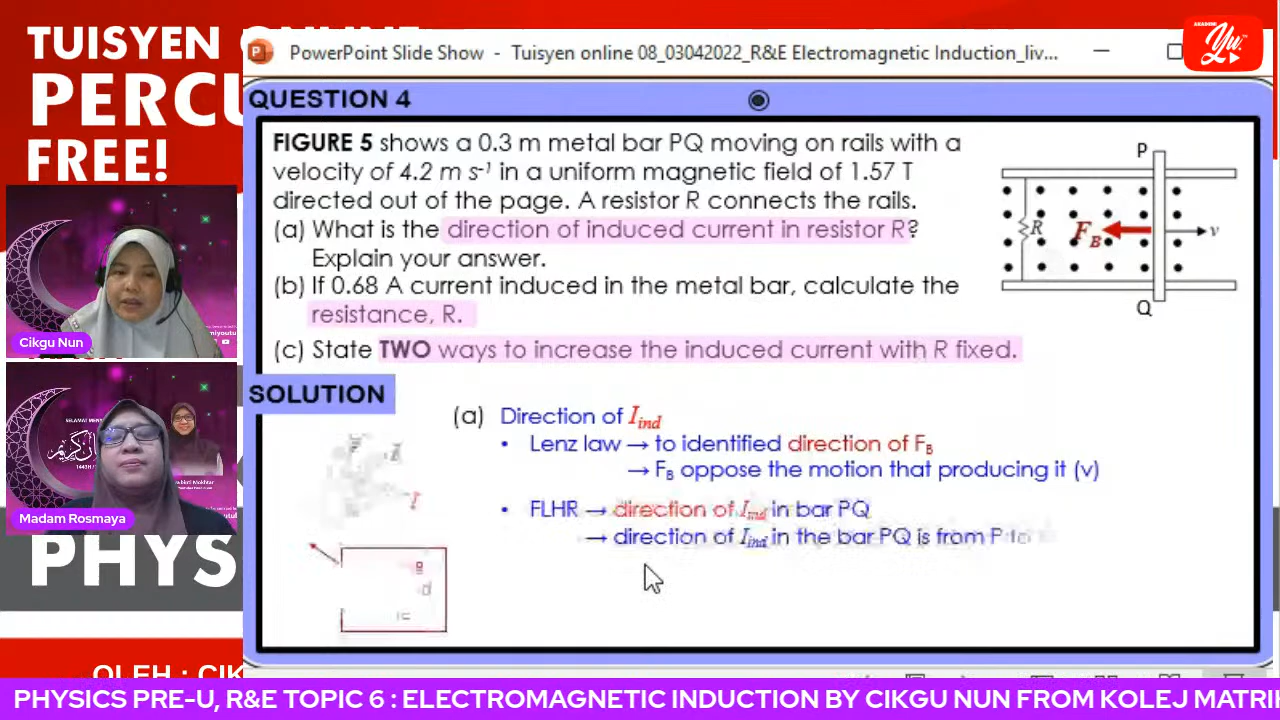 TUISYEN ONLINE
PERCU
FREE!
PowerPoint Slide Show - Tuisyen online 08_03042022_R&E Electromagnetic Induction_liv...
QUESTION 4
FIGURE 5 shows a 0.3 m metal bar PQ moving on rails with a
velocity of 4.2 m s⁻¹ in a uniform magnetic field of 1.57 T
directed out of the page. A resistor R connects the rails.
(a) What is the direction of induced current in resistor R?
Explain your answer.
(b) If 0.68 A current induced in the metal bar, calculate the
resistance, R.
(c) State TWO ways to increase the induced current with R fixed.
P
R
F_B
v
Q
SOLUTION
(a) Direction of I_ind
• Lenz law → to identified direction of F_B
→ F_B oppose the motion that producing it (v)
• FLHR → direction of I_ind in bar PQ
→ direction of I_ind in the bar PQ is from P to
Cikgu Nun
Madam Rosmaya
PHYS
OLEH : CIK
PHYSICS PRE-U, R&E TOPIC 6 : ELECTROMAGNETIC INDUCTION BY CIKGU NUN FROM KOLEJ MATRI